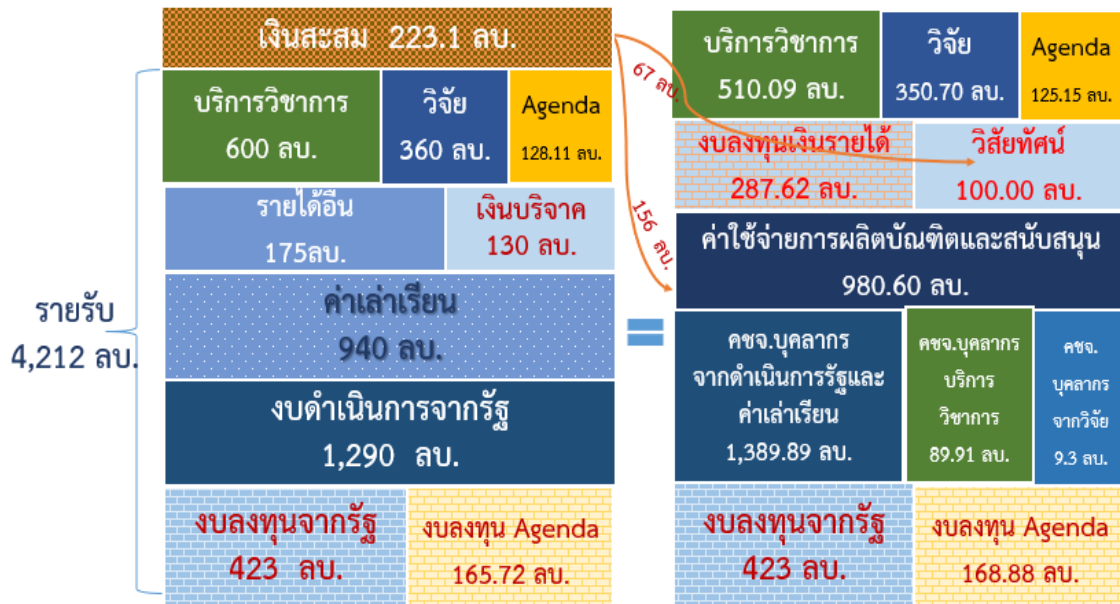 เงินสะสม 223.1 ลบ.
บริการวิชาการ
600 ลบ.
วิจัย
360 ลบ.
Agenda
128.11 ลบ.
รายได้อื่น
175ลบ.
เงินบริจาค
130 ลบ.
ค่าเล่าเรียน
940 ลบ.
รายรับ
4,212 ลบ.
งบดำเนินการจากรัฐ
1,290 ลบ.
งบลงทุนจากรัฐ
423 ลบ.
งบลงทุน Agenda
165.72 ลบ.
67 ลบ.
156 ลบ.
=
บริการวิชาการ
510.09 ลบ.
วิจัย
350.70 ลบ.
Agenda
125.15 ลบ.
งบลงทุนเงินรายได้
287.62 ลบ.
วิสัยทัศน์
100.00 ลบ.
ค่าใช้จ่ายการผลิตบัณฑิตและสนับสนุน
980.60 ลบ.
คชจ.บุคลากร
จากดำเนินการรัฐและ
ค่าเล่าเรียน
1,389.89 ลบ.
คชจ.บุคลากร
บริการ
วิชาการ
89.91 ลบ.
คชจ.
บุคลากร
จากวิจัย
9.3 ลบ.
งบลงทุนจากรัฐ
423 ลบ.
งบลงทุน Agenda
168.88 ลบ.